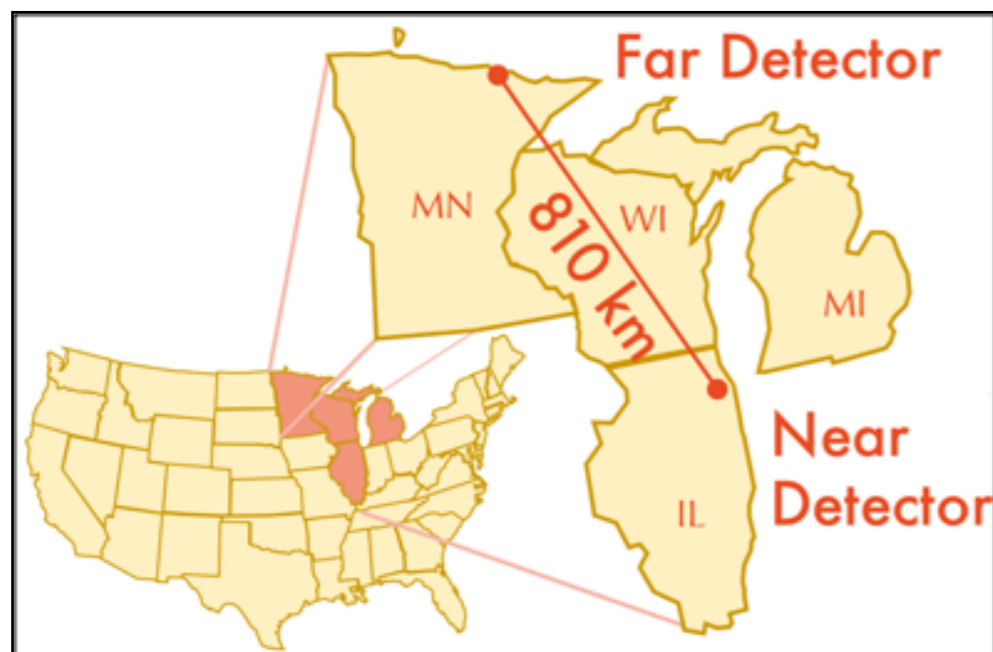 Far Detector
MN
WI
810 km
MI
Near
Detector
IL